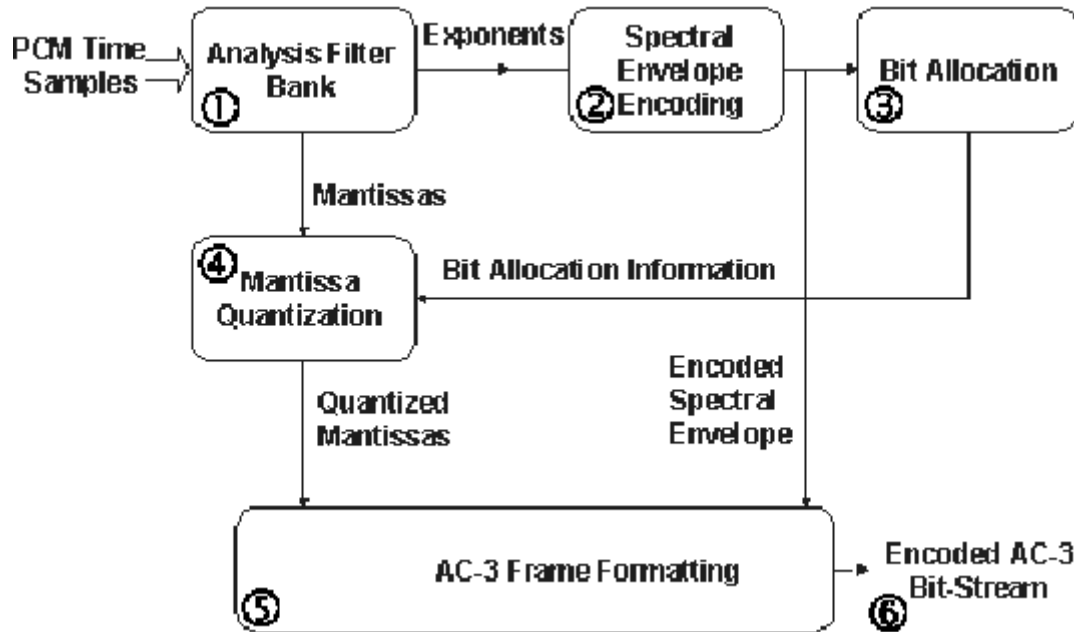 PCM Time
Samples
Analysis Filter
Bank
①
Exponents
Spectral
Envelope
Encoding
②
Bit Allocation
③
Mantissas
④
Mantissa
Quantization
Bit Allocation Information
Quantized
Mantissas
Encoded
Spectral
Envelope
AC-3 Frame Formatting
⑤
Encoded AC-3
Bit-Stream
⑥